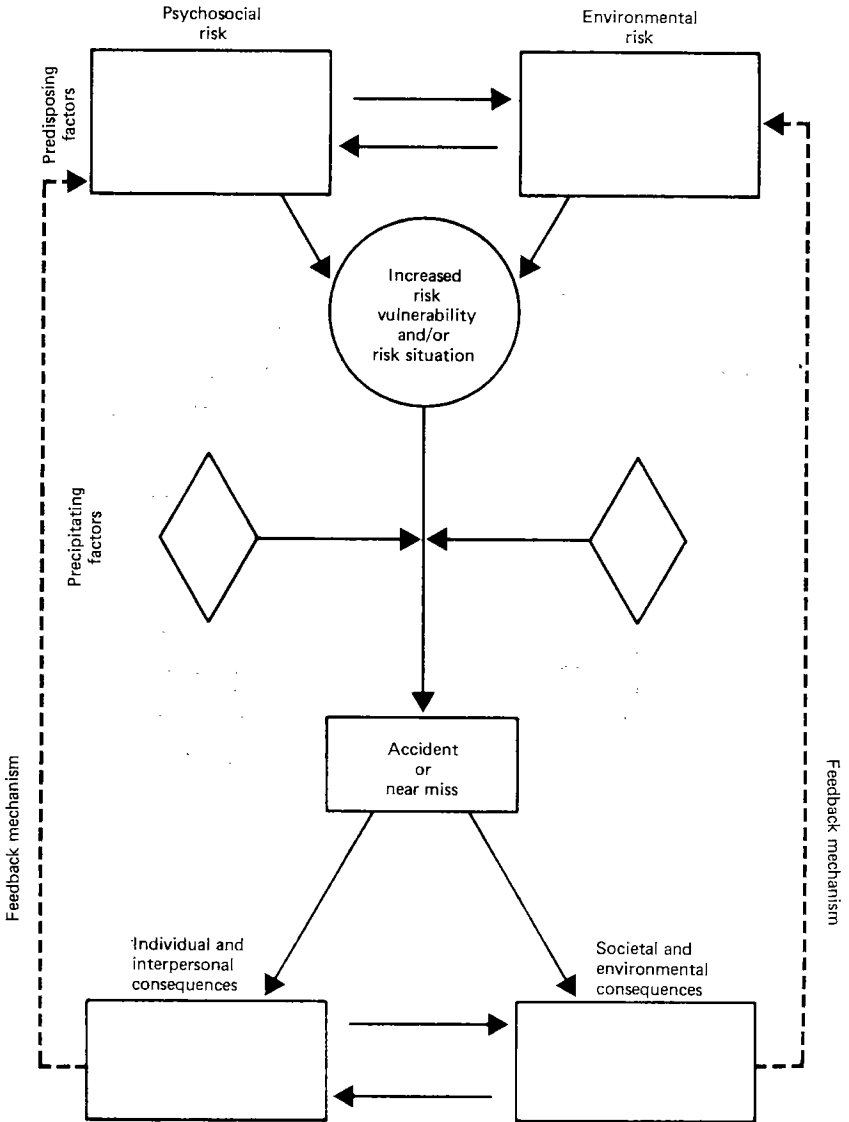 Psychosocial
risk
Environmental
risk
Predisposing
factors
Increased
risk
vulnerability
and/or
risk situation
Precipitating
factors
Accident
or
near miss
Feedback mechanism
Feedback mechanism
Individual and
interpersonal
consequences
Societal and
environmental
consequences